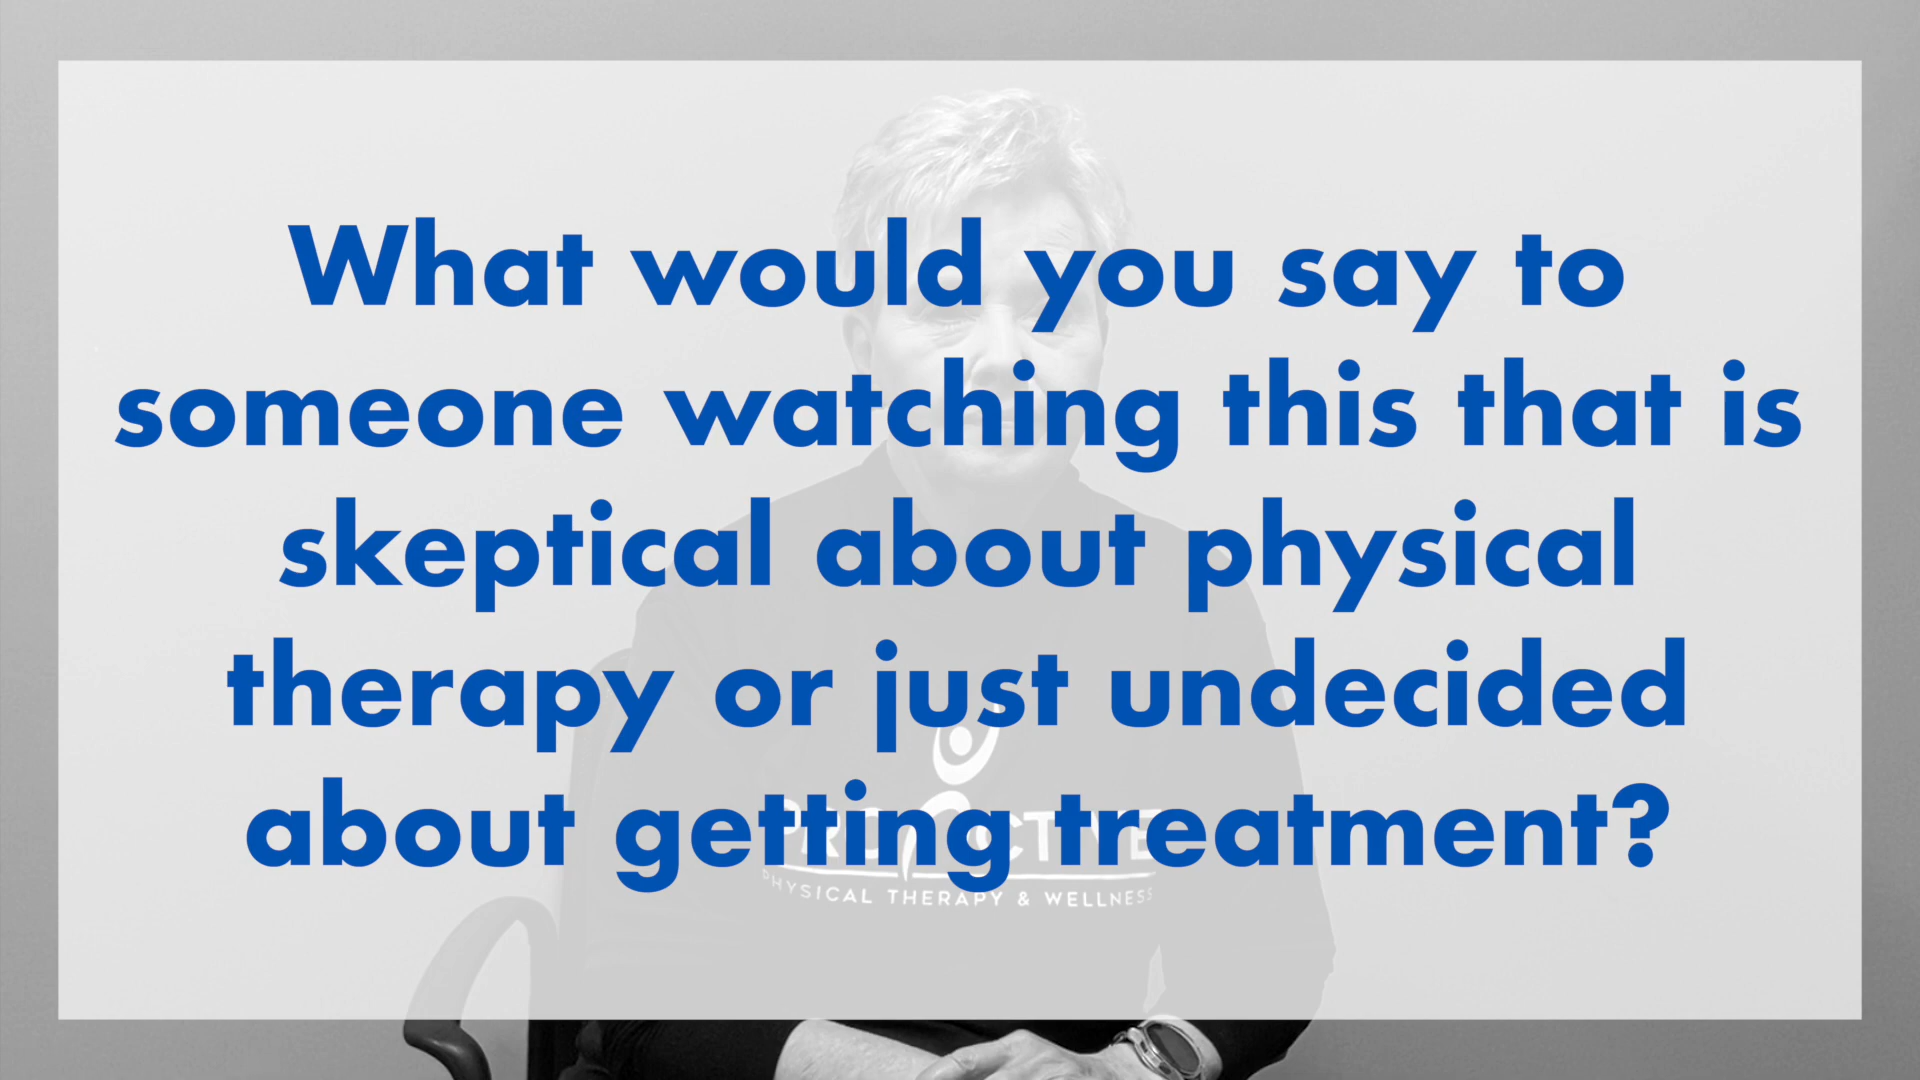 What would you say to
someone watching this that is
skeptical about physical
therapy or just undecided
about getting treatment?
PHYSICAL THERAPY & WELLNESS